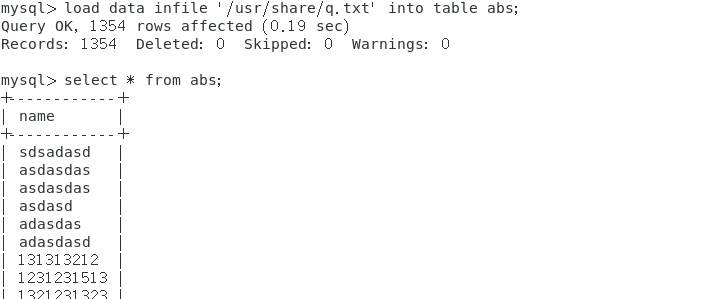 mysql> load data infile '/usr/share/q.txt' into table abs;
Query OK, 1354 rows affected (0.19 sec)
Records: 1354  Deleted: 0  Skipped: 0  Warnings: 0
mysql> select * from abs;
+------------+
| name       |
+------------+
| sdsadasd   |
| asdasdas   |
| asdasdas   |
| asdasd     |
| adasdas    |
| adasdasd   |
| 131313212  |
| 1231231513 |
| 1321231323 |